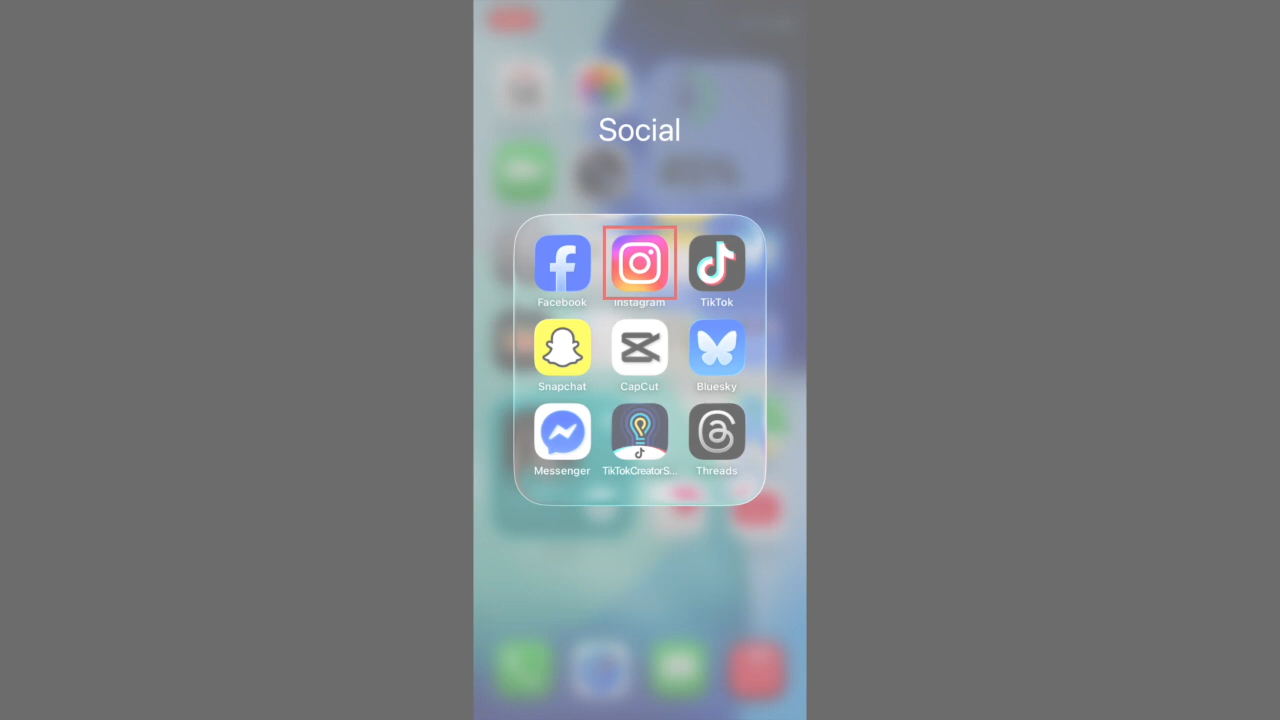 Social
Facebook Instagram TikTok
Snapchat CapCut Bluesky
Messenger TikTokCreatorS... Threads